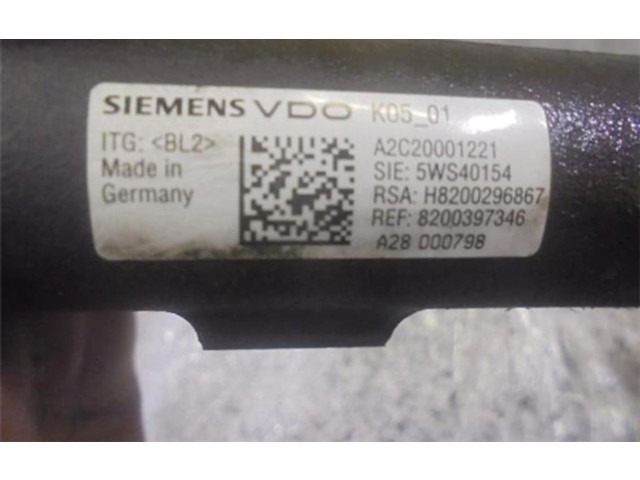 SIEMENS VDO K05_01
ITG: <BL2>
Made in
Germany
A2C20001221
SIE: 5WS40154
RSA: H8200296867
REF: 8200397346
A28 000798